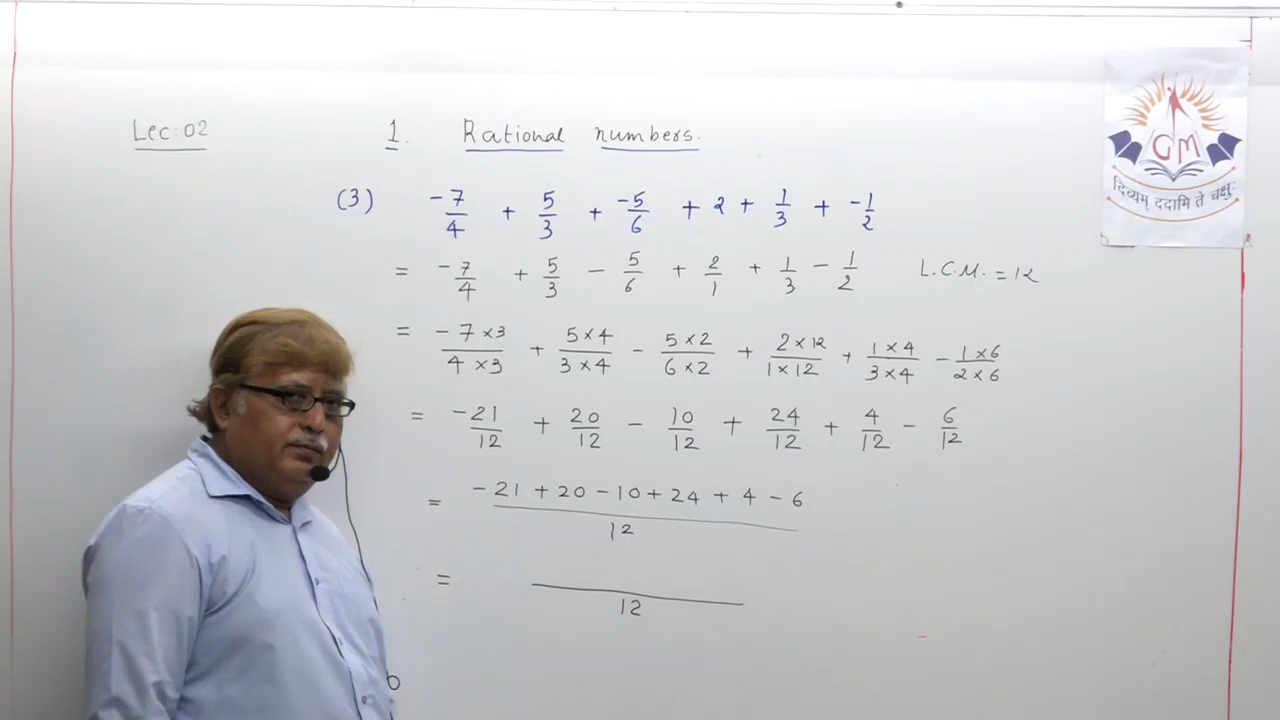 Lec:02 1. Rational numbers.
GM
दिव्यम् ददामि ते चक्षुः
(3) -7/4 + 5/3 + -5/6 + 2 + 1/3 + -1/2
= -7/4 + 5/3 - 5/6 + 2/1 + 1/3 - 1/2 L.C.M. = 12
= -7×3/4×3 + 5×4/3×4 - 5×2/6×2 + 2×12/1×12 + 1×4/3×4 - 1×6/2×6
= -21/12 + 20/12 - 10/12 + 24/12 + 4/12 - 6/12
= -21 + 20 - 10 + 24 + 4 - 6
12
=
12